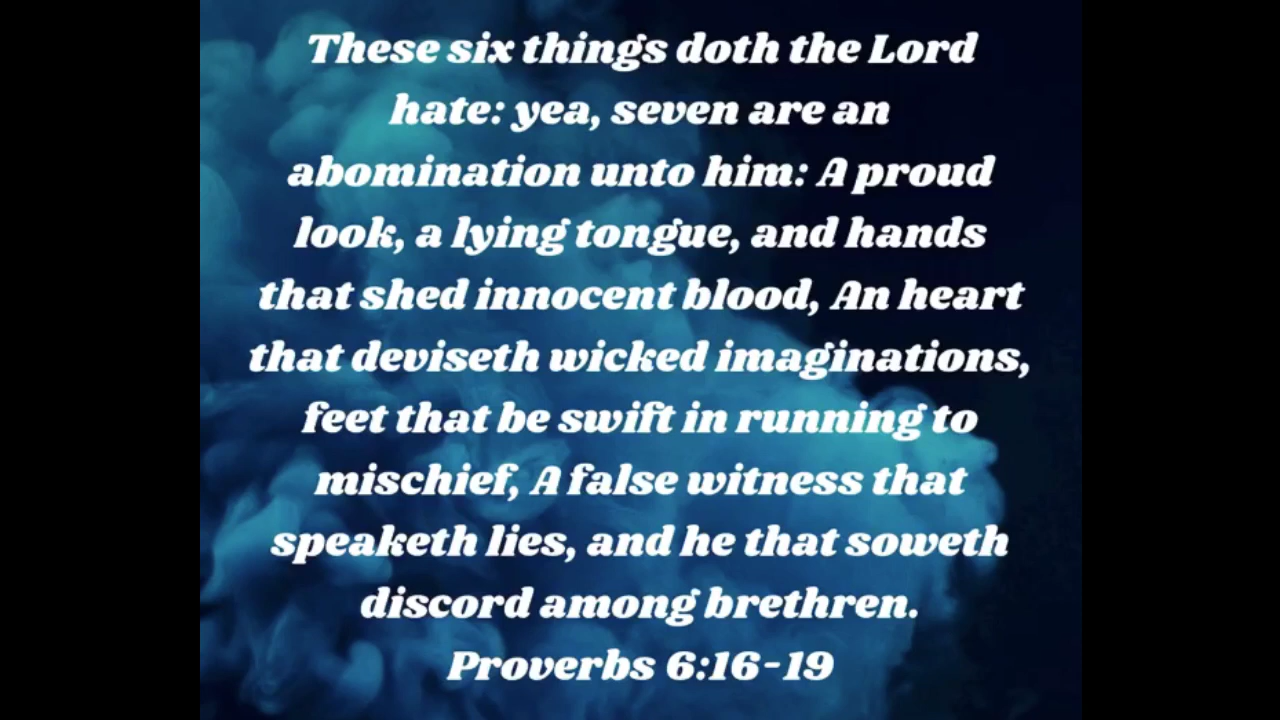 These six things doth the Lord
hate: yea, seven are an
abomination unto him: A proud
look, a lying tongue, and hands
that shed innocent blood, An heart
that deviseth wicked imaginations,
feet that be swift in running to
mischief, A false witness that
speaketh lies, and he that soweth
discord among brethren.
Proverbs 6:16-19